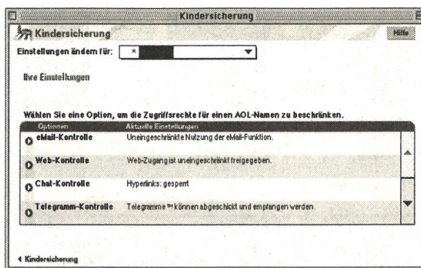 Kindersicherung
Kindersicherung
Hilfe
Einstellungen ändern für: *
Ihre Einstellungen
Wählen Sie eine Option, um die Zugriffsrechte für einen AOL-Namen zu beschränken.
Optionen Aktuelle Einstellungen
eMail-Kontrolle Uneingeschränkte Nutzung der eMail-Funktion.
Web-Kontrolle Web-Zugang ist uneingeschränkt freigegeben.
Chat-Kontrolle Hyperlinks: gesperrt
Telegramm-Kontrolle Telegramme ™ können abgeschickt und empfangen werden.
Kindersicherung